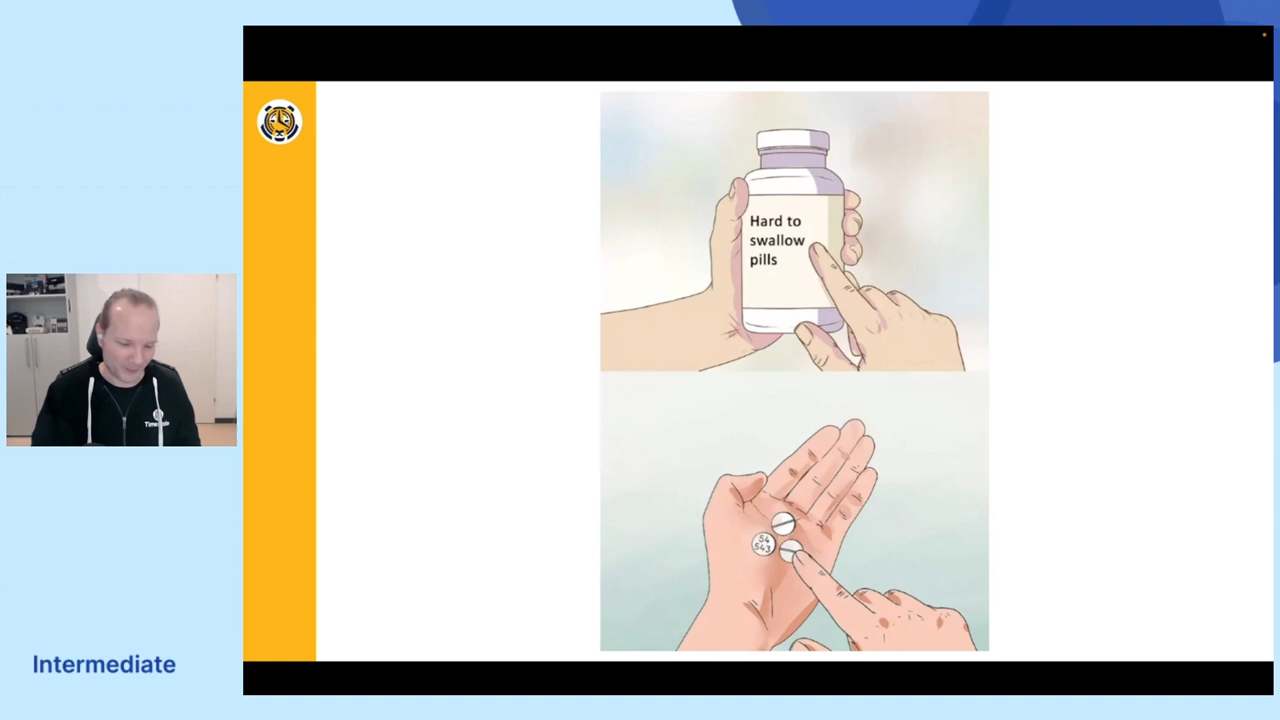 Hard to
swallow
pills
54
543
Intermediate